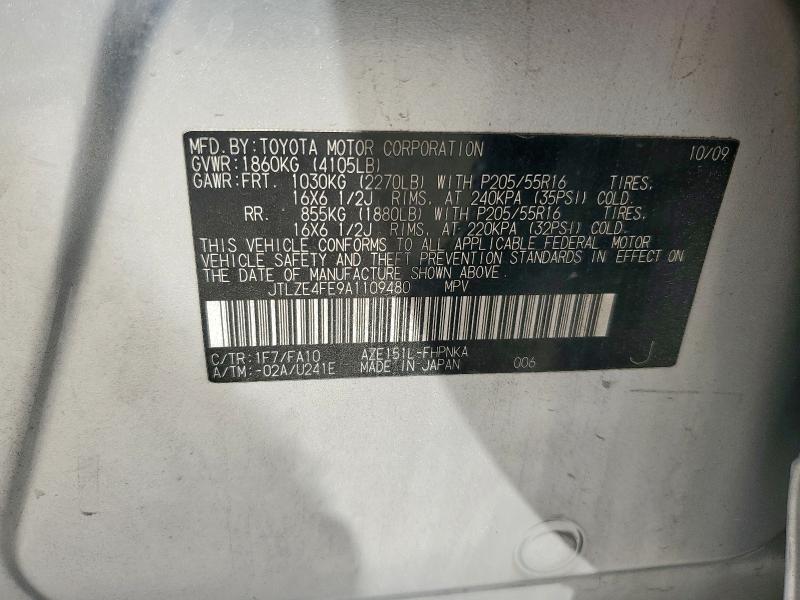 MFD.BY:TOYOTA MOTOR CORPORATION 10/09
GVWR:1860KG (4105LB)
GAWR:FRT. 1030KG (2270LB) WITH P205/55R16 TIRES,
16X6 1/2J RIMS, AT 240KPA (35PSI) COLD.
RR. 855KG (1880LB) WITH P205/55R16 TIRES,
16X6 1/2J RIMS, AT 220KPA (32PSI) COLD.
THIS VEHICLE CONFORMS TO ALL APPLICABLE FEDERAL MOTOR
VEHICLE SAFETY AND THEFT PREVENTION STANDARDS IN EFFECT ON
THE DATE OF MANUFACTURE SHOWN ABOVE.
JTLZE4FE9A1109480 MPV
C/TR:1F7/FA10 AZE151L-FHPNKA
A/TM:-02A/U241E MADE IN JAPAN 006 J